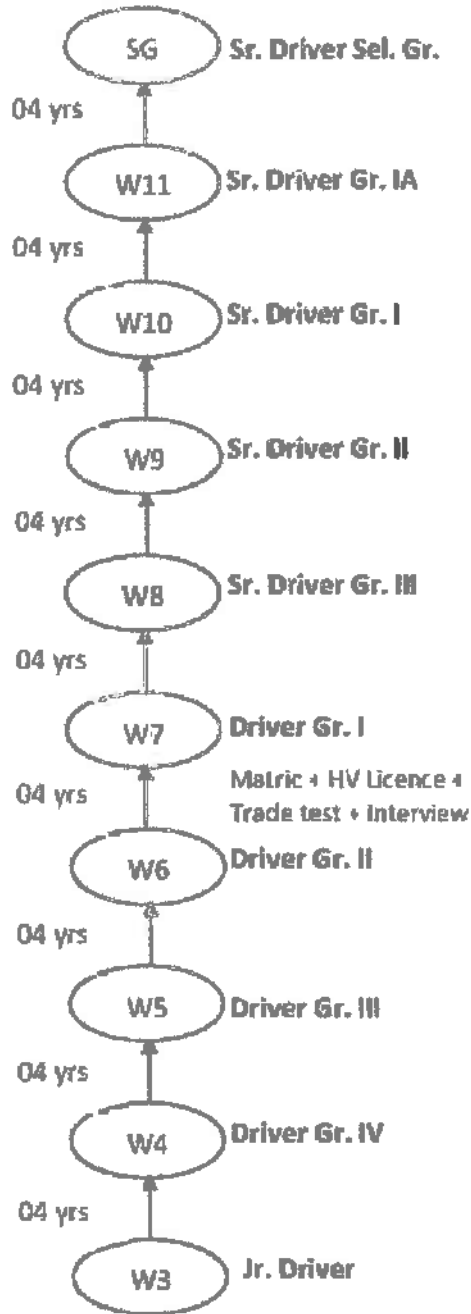 SG Sr. Driver Sel. Gr.
04 yrs
W11 Sr. Driver Gr. IA
04 yrs
W10 Sr. Driver Gr. I
04 yrs
W9 Sr. Driver Gr. II
04 yrs
W8 Sr. Driver Gr. III
04 yrs
W7 Driver Gr. I
04 yrs
Matric + HV Licence +
Trade test + Interview
W6 Driver Gr. II
04 yrs
W5 Driver Gr. III
04 yrs
W4 Driver Gr. IV
04 yrs
W3 Jr. Driver